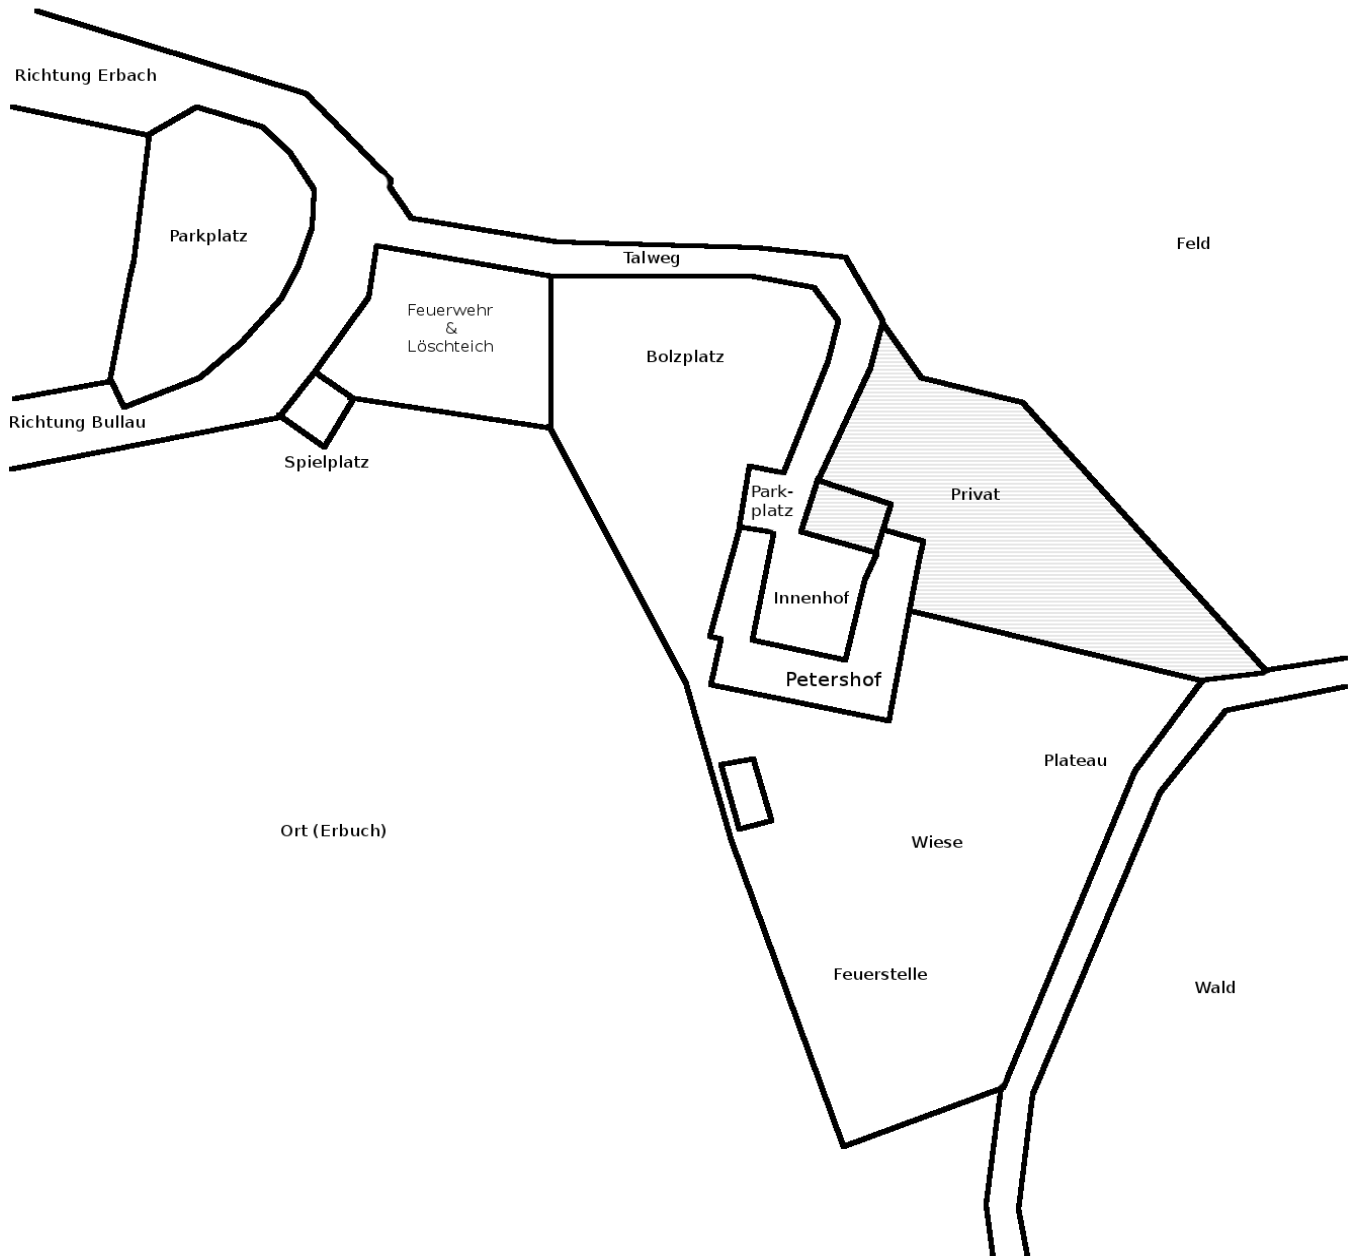 Richtung Erbach
Parkplatz
Feld
Talweg
Feuerwehr
&
Löschteich
Bolzplatz
Richtung Bullau
Spielplatz
Park-
platz
Privat
Innenhof
Petershof
Plateau
Ort (Erbuch)
Wiese
Feuerstelle
Wald